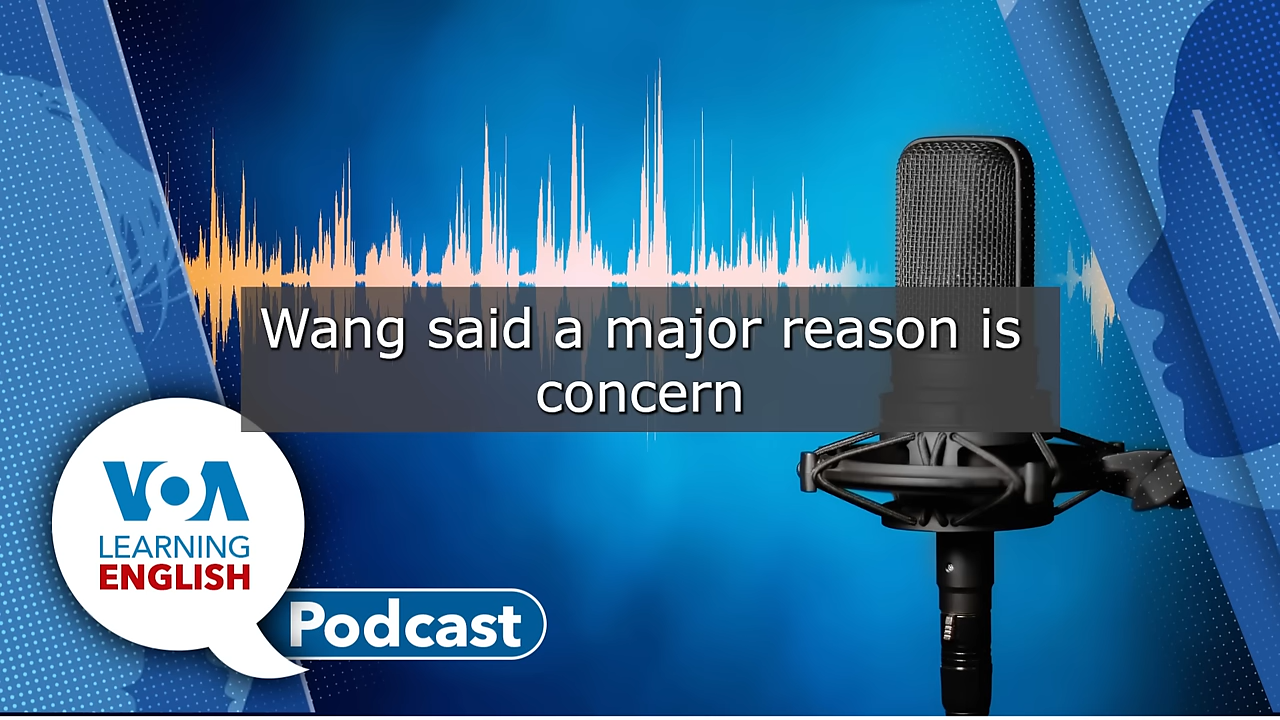 Wang said a major reason is
concern
VOA
LEARNING
ENGLISH
Podcast